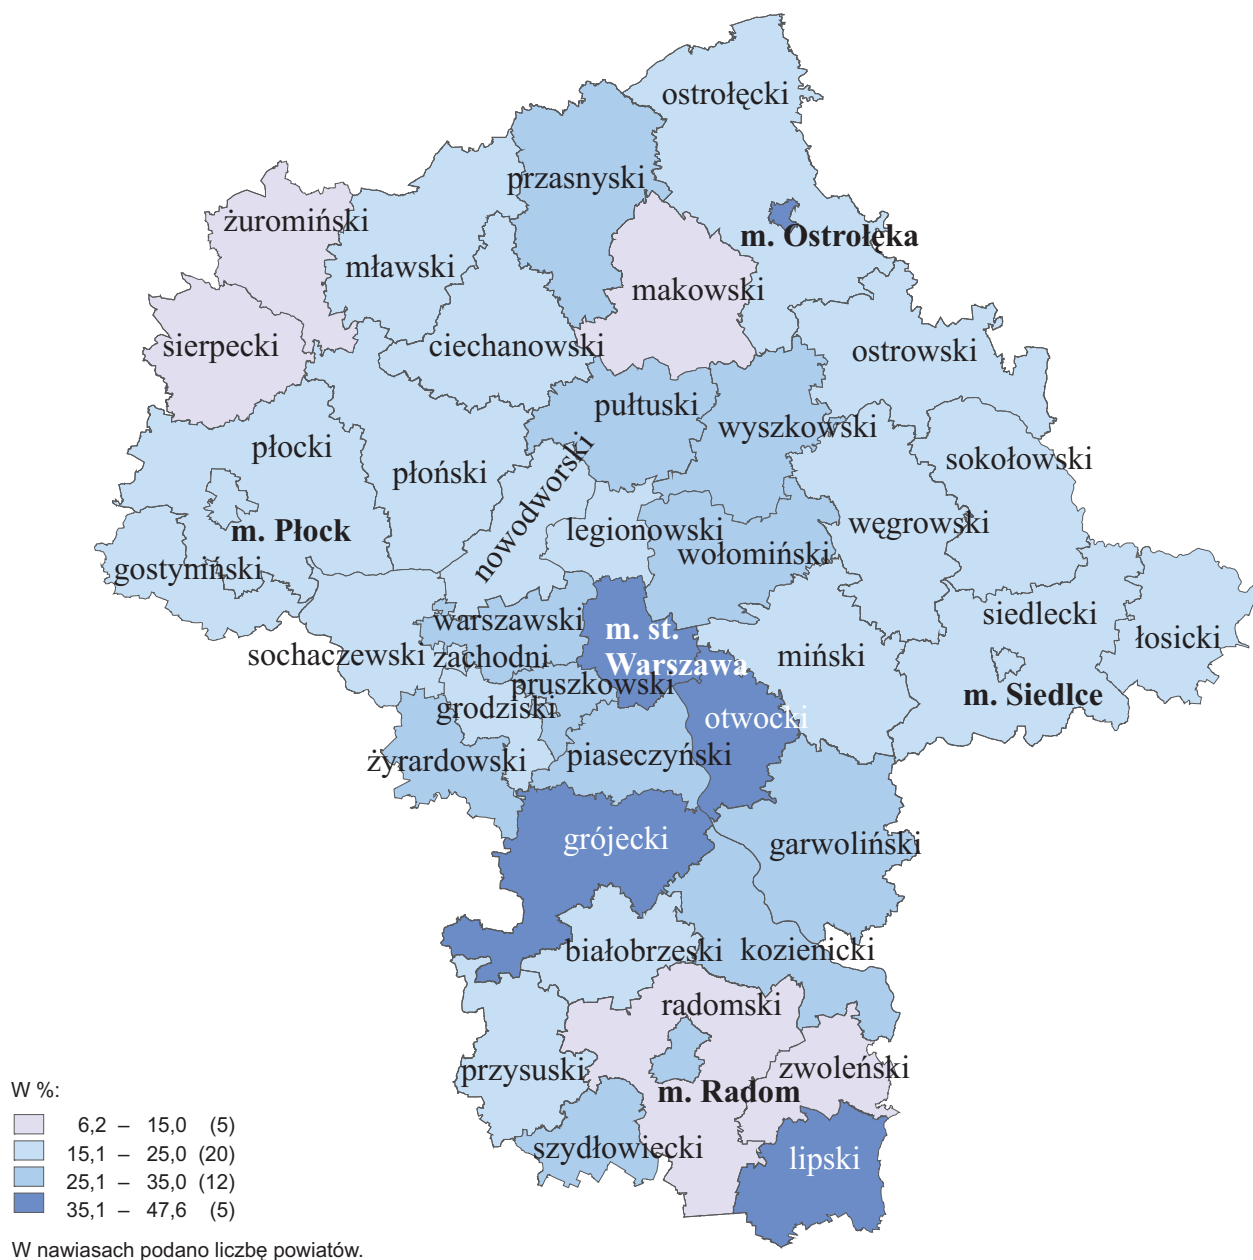 ostrołęcki
przasnyski
żuromiński
m. Ostrołęka
mławski
makowski
sierpecki
ciechanowski
ostrowski
pułtuski
wyszkowski
płocki
płoński
nowodworski
sokołowski
m. Płock
legionowski
węgrowski
wołomiński
gostyniński
warszawski
zachodni
siedlecki
łosicki
m. st.
Warszawa
sochaczewski
miński
pruszkowski
m. Siedlce
grodziski
otwocki
żyrardowski
piaseczyński
grójecki
garwoliński
białobrzeski
kozienicki
radomski
przysuski
zwoleński
m. Radom
szydłowiecki
lipski
W %:
6,2 – 15,0 (5)
15,1 – 25,0 (20)
25,1 – 35,0 (12)
35,1 – 47,6 (5)
W nawiasach podano liczbę powiatów.